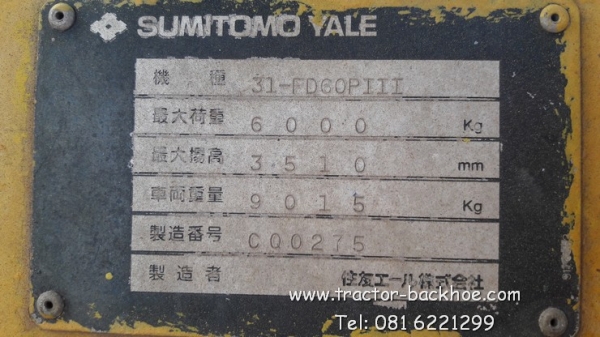 SUMITOMO YALE
機 種 31-FD60PIII
最大荷重 6000 Kg
最大揚高 3510 mm
車両重量 9015 Kg
製造番号 CQ0275
製造者 住友エール株式会社
www.tractor-backhoe.com
Tel: 081 6221299